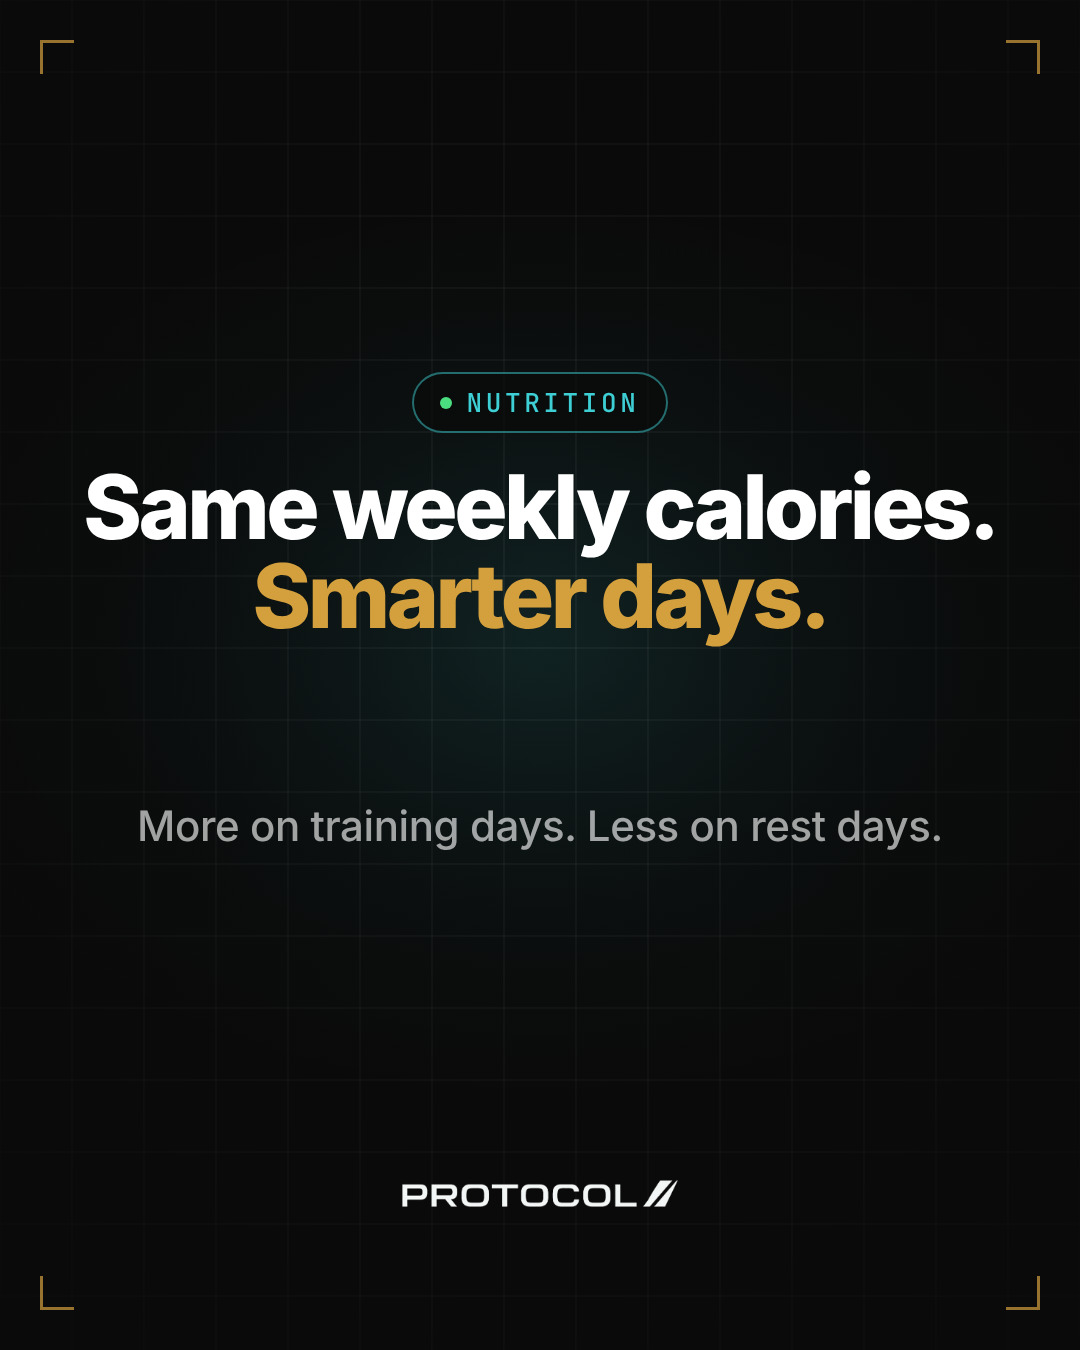 NUTRITION
Same weekly calories.
Smarter days.
More on training days. Less on rest days.
PROTOCOL